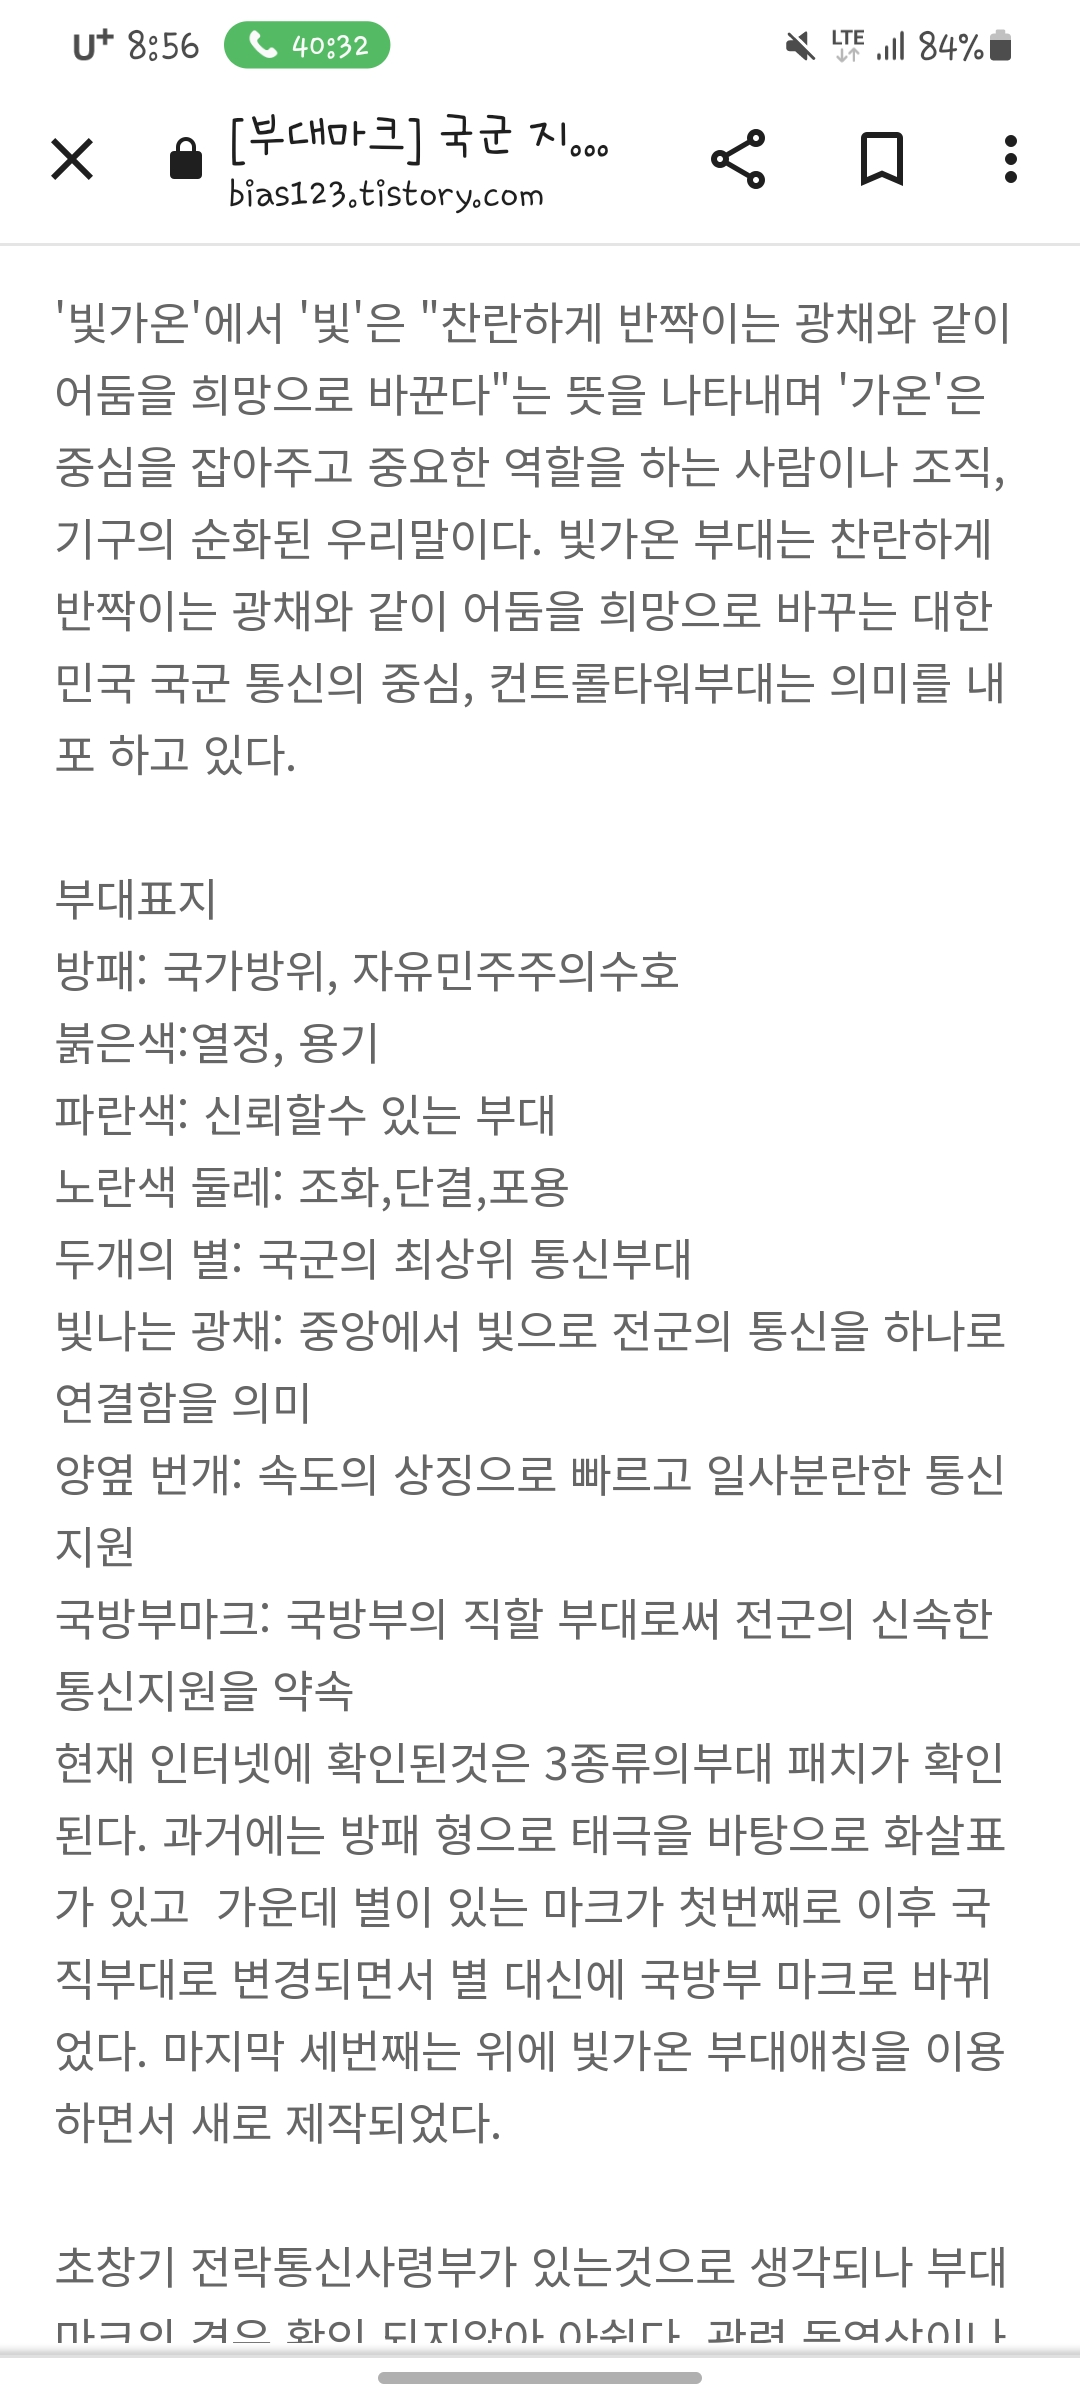 U+ 8:56 40:32 LTE 84%
[부대마크] 국군 지...
bias123.tistory.com
'빛가온'에서 '빛'은 "찬란하게 반짝이는 광채와 같이
어둠을 희망으로 바꾼다"는 뜻을 나타내며 '가온'은
중심을 잡아주고 중요한 역할을 하는 사람이나 조직,
기구의 순화된 우리말이다. 빛가온 부대는 찬란하게
반짝이는 광채와 같이 어둠을 희망으로 바꾸는 대한
민국 국군 통신의 중심, 컨트롤타워부대는 의미를 내
포 하고 있다.
부대표지
방패: 국가방위, 자유민주주의수호
붉은색:열정, 용기
파란색: 신뢰할수 있는 부대
노란색 둘레: 조화,단결,포용
두개의 별: 국군의 최상위 통신부대
빛나는 광채: 중앙에서 빛으로 전군의 통신을 하나로
연결함을 의미
양옆 번개: 속도의 상징으로 빠르고 일사분란한 통신
지원
국방부마크: 국방부의 직할 부대로써 전군의 신속한
통신지원을 약속
현재 인터넷에 확인된것은 3종류의부대 패치가 확인
된다. 과거에는 방패 형으로 태극을 바탕으로 화살표
가 있고  가운데 별이 있는 마크가 첫번째로 이후 국
직부대로 변경되면서 별 대신에 국방부 마크로 바뀌
었다. 마지막 세번째는 위에 빛가온 부대애칭을 이용
하면서 새로 제작되었다.
초창기 전락통신사령부가 있는것으로 생각되나 부대
마크의 경우 확인 되지않아 아쉽다. 관련 동영상이나